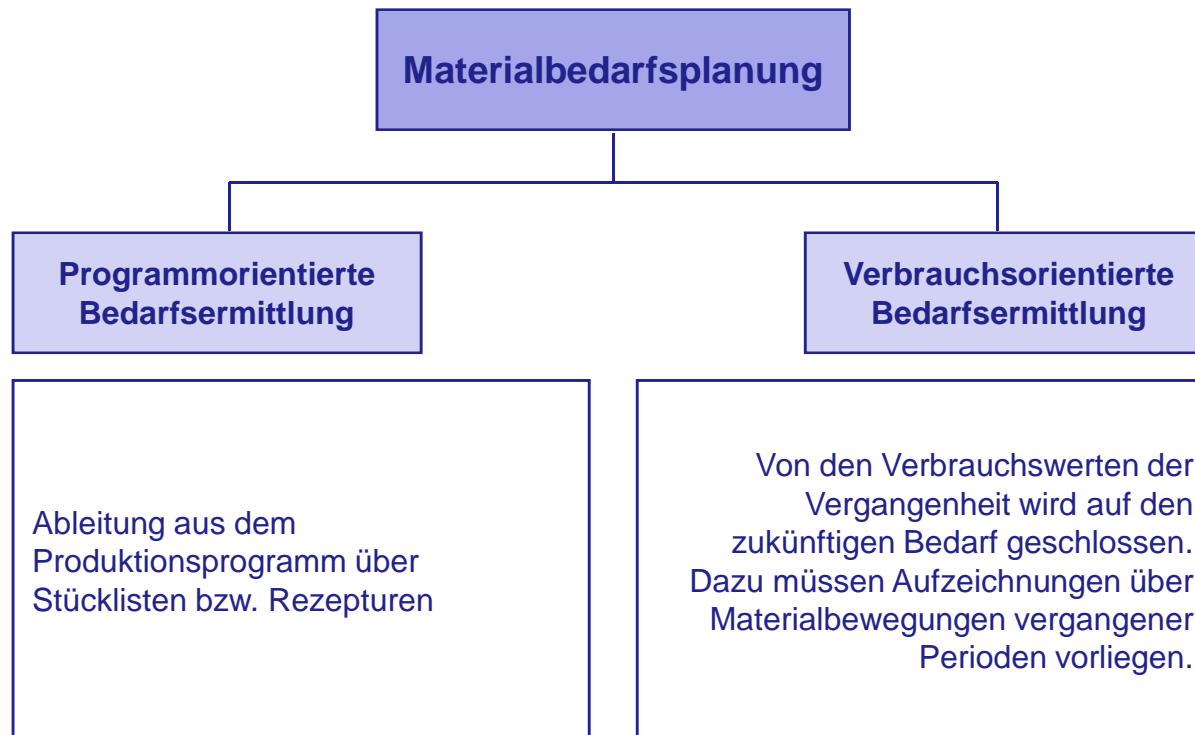 Materialbedarfsplanung
Programmorientierte
Bedarfsermittlung
Verbrauchsorientierte
Bedarfsermittlung
Ableitung aus dem
Produktionsprogramm über
Stücklisten bzw. Rezepturen
Von den Verbrauchswerten der
Vergangenheit wird auf den
zukünftigen Bedarf geschlossen.
Dazu müssen Aufzeichnungen über
Materialbewegungen vergangener
Perioden vorliegen.